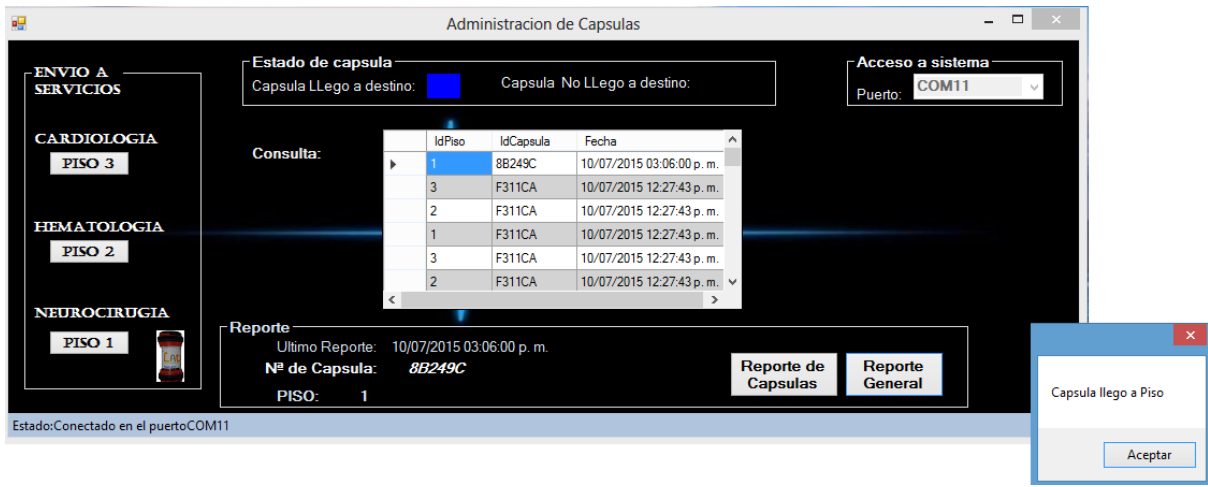 Administracion de Capsulas
ENVIO A
SERVICIOS
CARDIOLOGIA
PISO 3
HEMATOLOGIA
PISO 2
NEUROCIRUGIA
PISO 1
Estado de capsula
Capsula LLego a destino:
Capsula No LLego a destino:
Acceso a sistema
Puerto: COM11
Consulta:
IdPiso IdCapsula Fecha
1 8B249C 10/07/2015 03:06:00 p. m.
3 F311CA 10/07/2015 12:27:43 p. m.
2 F311CA 10/07/2015 12:27:43 p. m.
1 F311CA 10/07/2015 12:27:43 p. m.
3 F311CA 10/07/2015 12:27:43 p. m.
2 F311CA 10/07/2015 12:27:43 p. m.
Reporte
Ultimo Reporte: 10/07/2015 03:06:00 p. m.
Nª de Capsula: 8B249C
PISO: 1
Reporte de
Capsulas
Reporte
General
Estado:Conectado en el puertoCOM11
Capsula llego a Piso
Aceptar